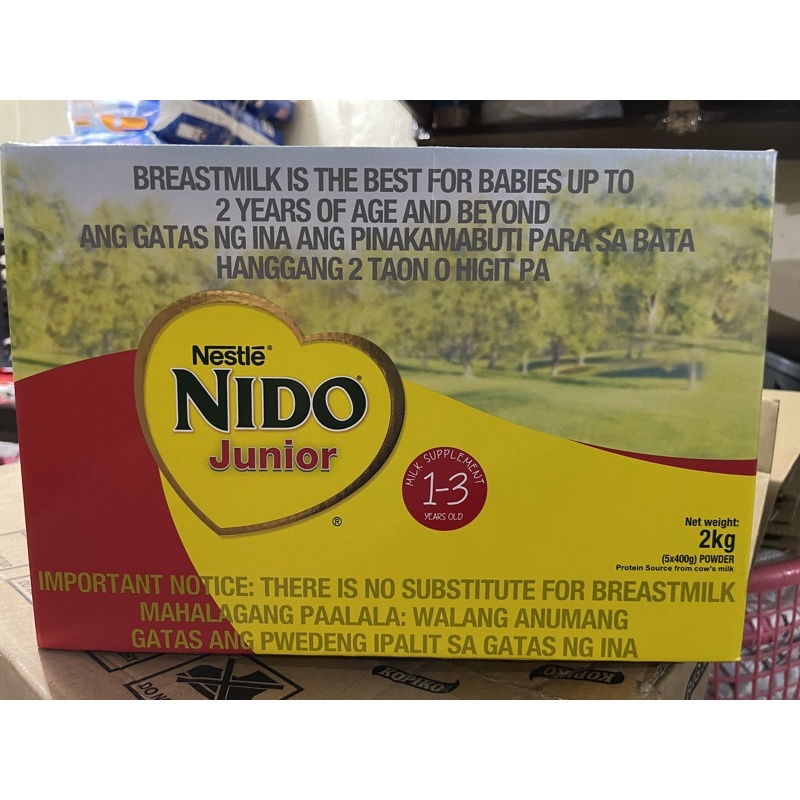 BREASTMILK IS THE BEST FOR BABIES UP TO
2 YEARS OF AGE AND BEYOND
ANG GATAS NG INA ANG PINAKAMABUTI PARA SA BATA
HANGGANG 2 TAON O HIGIT PA
Nestlé®
NIDO®
Junior
®
MILK SUPPLEMENT
1-3
YEARS OLD
Net weight:
2kg
(5x400g) POWDER
Protein Source from cow's milk
IMPORTANT NOTICE: THERE IS NO SUBSTITUTE FOR BREASTMILK
MAHALAGANG PAALALA: WALANG ANUMANG
GATAS ANG PWEDENG IPALIT SA GATAS NG INA
KOPIKO
KOPIKO
DO NO